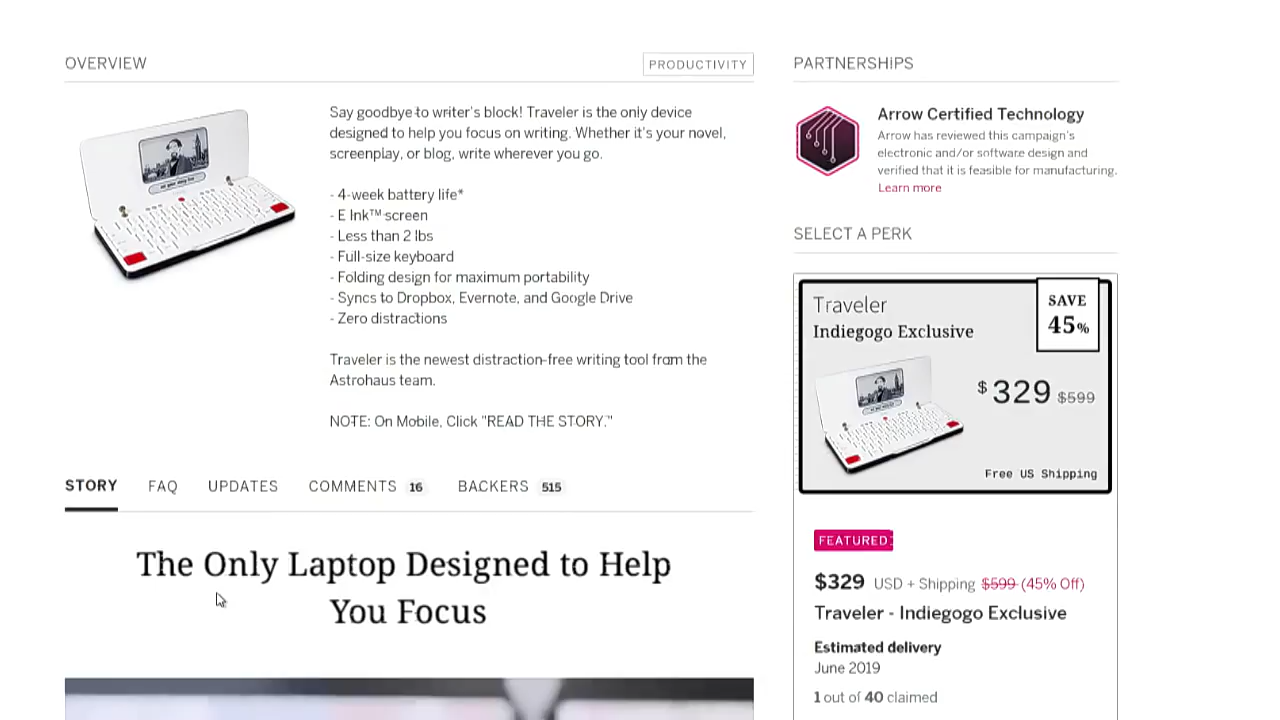 OVERVIEW
PRODUCTIVITY
Say goodbye to writer's block! Traveler is the only device
designed to help you focus on writing. Whether it's your novel,
screenplay, or blog, write wherever you go.
- 4-week battery life*
- E Ink™ screen
- Less than 2 lbs
- Full-size keyboard
- Folding design for maximum portability
- Syncs to Dropbox, Evernote, and Google Drive
- Zero distractions
Traveler is the newest distraction-free writing tool from the
Astrohaus team.
NOTE: On Mobile, Click "READ THE STORY."
STORY FAQ UPDATES COMMENTS 16 BACKERS 515
The Only Laptop Designed to Help
You Focus
PARTNERSHIPS
Arrow Certified Technology
Arrow has reviewed this campaign's
electronic and/or software design and
verified that it is feasible for manufacturing.
Learn more
SELECT A PERK
Traveler
Indiegogo Exclusive
SAVE
45%
$329 $599
Free US Shipping
FEATURED
$329 USD + Shipping $599 (45% Off)
Traveler - Indiegogo Exclusive
Estimated delivery
June 2019
1 out of 40 claimed